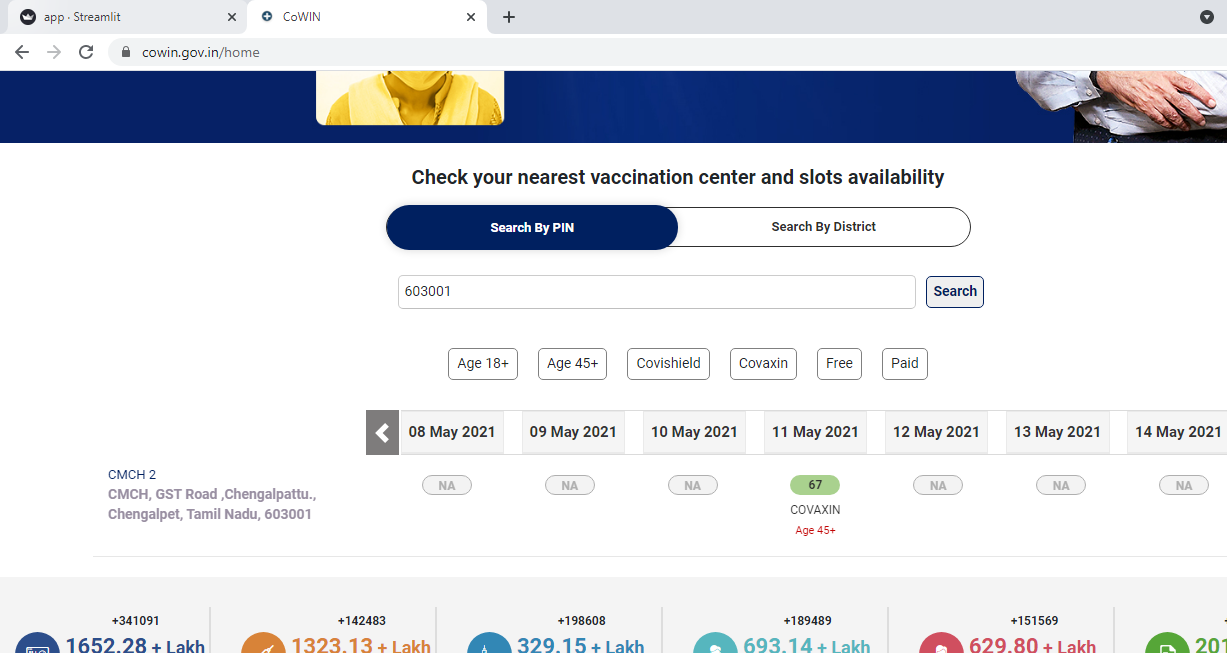 app · Streamlit
CoWIN
cowin.gov.in/home
Check your nearest vaccination center and slots availability
Search By PIN
Search By District
603001
Search
Age 18+
Age 45+
Covishield
Covaxin
Free
Paid
08 May 2021
09 May 2021
10 May 2021
11 May 2021
12 May 2021
13 May 2021
14 May 2021
CMCH 2
CMCH, GST Road ,Chengalpattu.,
Chengalpet, Tamil Nadu, 603001
NA
NA
NA
67
COVAXIN
Age 45+
NA
NA
NA
+341091
1652.28 + Lakh
+142483
1323.13 + Lakh
+198608
329.15 + Lakh
+189489
693.14 + Lakh
+151569
629.80 + Lakh